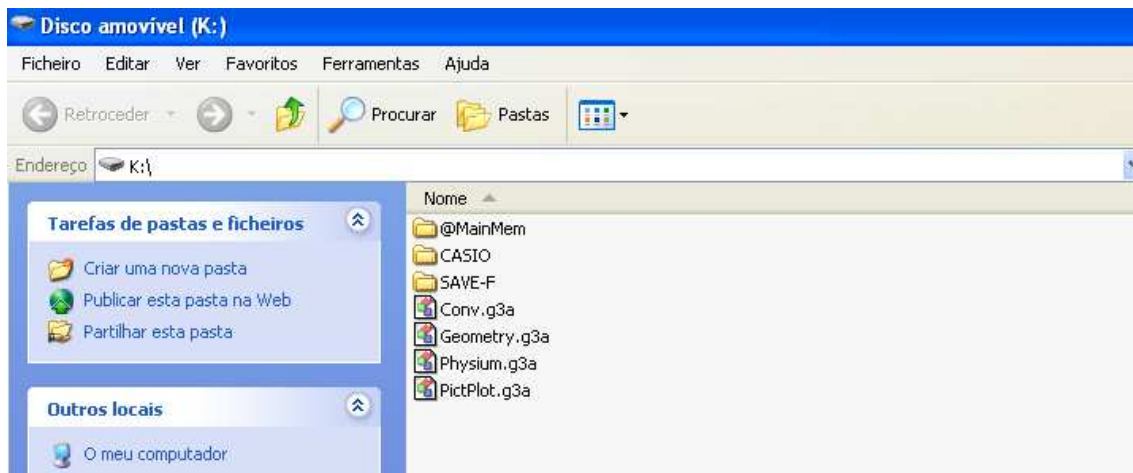 Disco amovível (K:)
Ficheiro Editar Ver Favoritos Ferramentas Ajuda
Retroceder Procurar Pastas
Endereço K:\
Tarefas de pastas e ficheiros
Criar uma nova pasta
Publicar esta pasta na Web
Partilhar esta pasta
Outros locais
O meu computador
Nome
@MainMem
CASIO
SAVE-F
Conv.g3a
Geometry.g3a
Physium.g3a
PictPlot.g3a